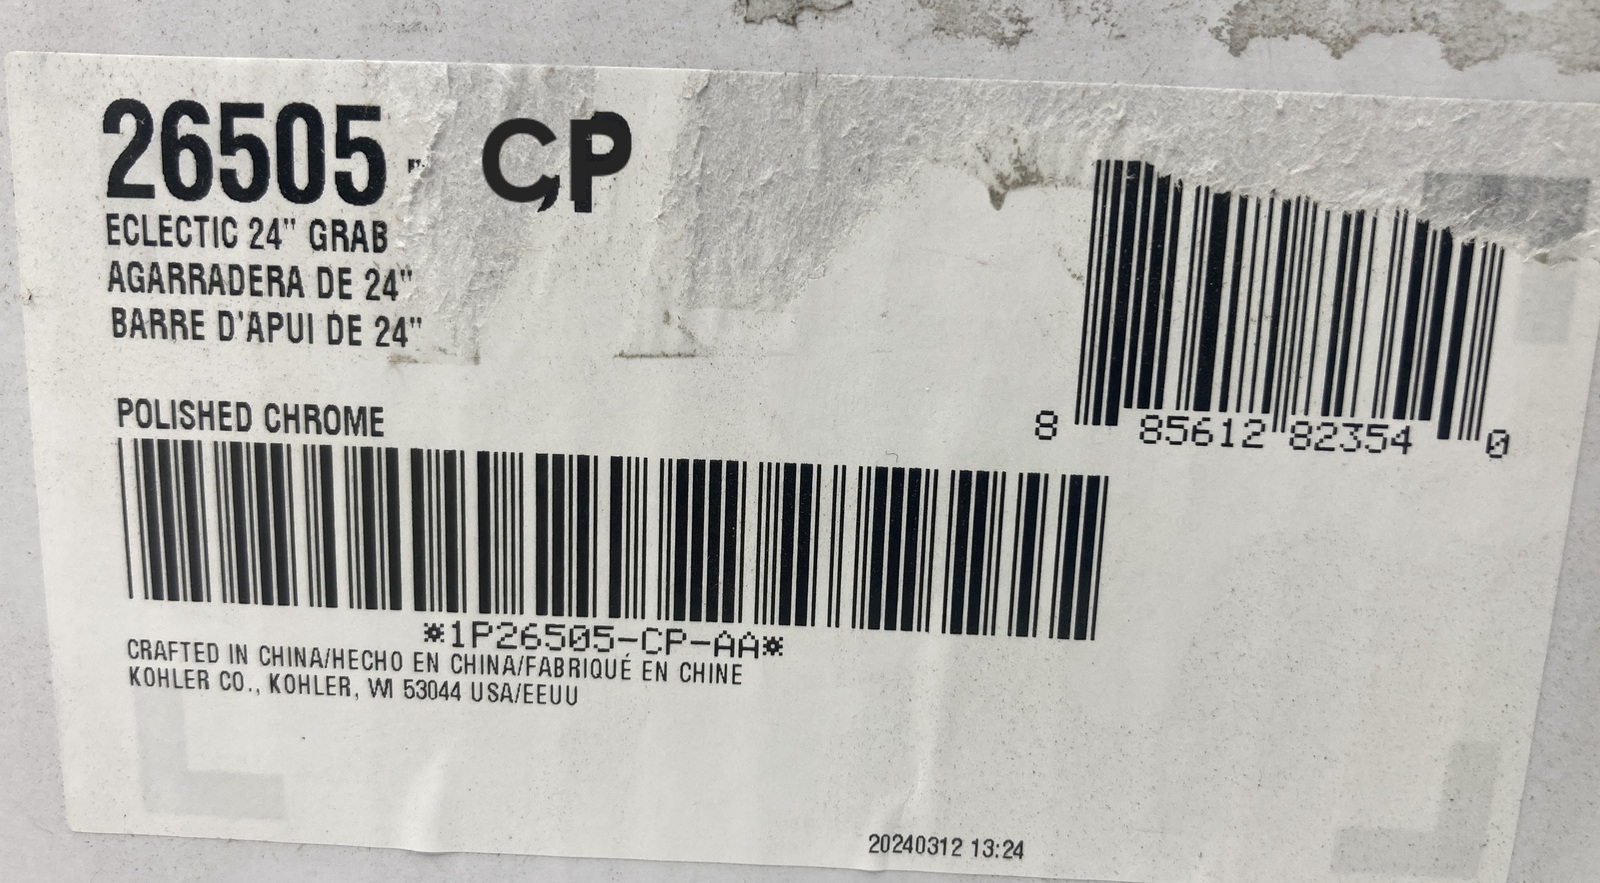 26505-CP
ECLECTIC 24" GRAB
AGARRADERA DE 24"
BARRE D'APUI DE 24"
POLISHED CHROME
8 85612 82354 0
*1P26505-CP-AA*
CRAFTED IN CHINA/HECHO EN CHINA/FABRIQUÉ EN CHINE
KOHLER CO., KOHLER, WI 53044 USA/EEUU
20240312 13:24